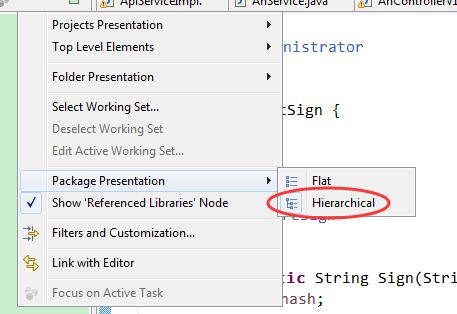 ApiServiceImpl.
AhService.java
AhControllerV1
Projects Presentation
Top Level Elements
Folder Presentation
Select Working Set...
Deselect Working Set
Edit Active Working Set...
Package Presentation
Show 'Referenced Libraries' Node
Filters and Customization...
Link with Editor
Focus on Active Task
Flat
Hierarchical
nistrator
tSign {
tic String Sign(Stri
hash;